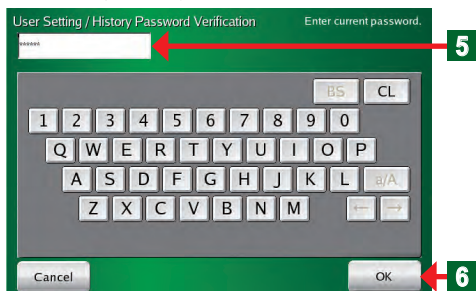 User Setting / History Password Verification Enter current password.
******** 5
BS CL
1 2 3 4 5 6 7 8 9 0
Q W E R T Y U I O P
A S D F G H J K L a/A
Z X C V B N M ← →
Cancel OK 6